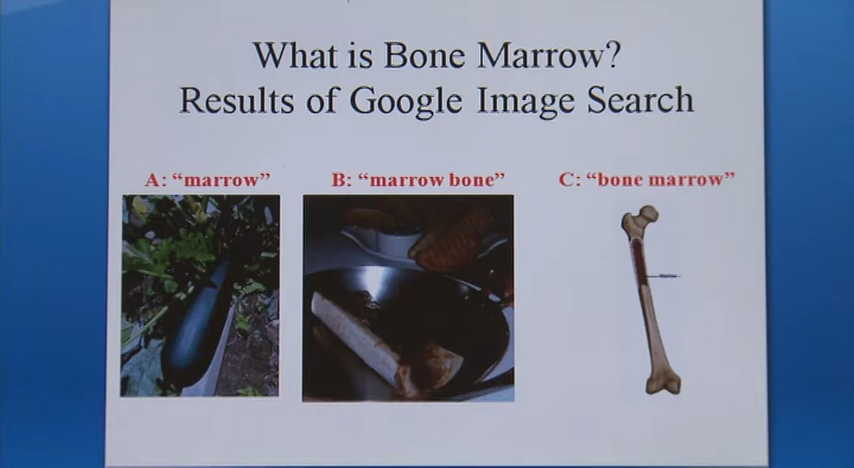 What is Bone Marrow?
Results of Google Image Search
A: “marrow”
B: “marrow bone”
C: “bone marrow”